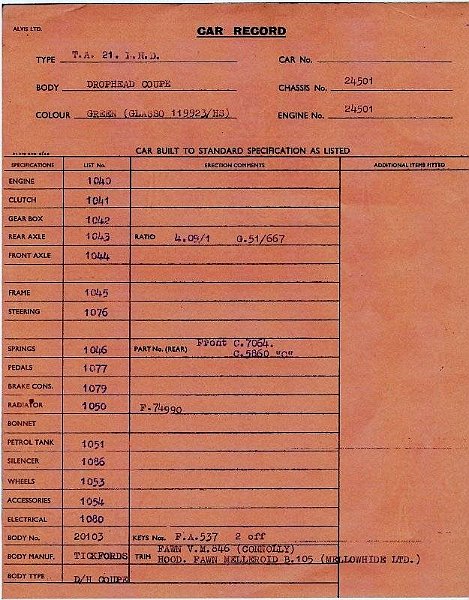 ALVIS LTD.
CAR RECORD
TYPE T.A. 21. I.N.D. CAR No.
BODY DROPHEAD COUPE CHASSIS No. 24501
COLOUR GREEN (GLASSO 119923/HS) ENGINE No. 24501
CAR BUILT TO STANDARD SPECIFICATION AS LISTED
SPECIFICATIONS LIST No. ERECTION COMMENTS ADDITIONAL ITEMS FITTED
ENGINE 1040
CLUTCH 1041
GEAR BOX 1042
REAR AXLE 1043 RATIO 4.09/1 G.51/667
FRONT AXLE 1044
FRAME 1045
STEERING 1076
SPRINGS 1046 PART No. (REAR) Front C.7064.
C.5860 "C"
PEDALS 1077
BRAKE CONS. 1079
RADIATOR 1050 F.74990
BONNET
PETROL TANK 1051
SILENCER 1086
WHEELS 1053
ACCESSORIES 1054
ELECTRICAL 1080
BODY No. 20103 KEYS Nos. F.A.537 2 off
BODY MANUF. TICKFORDS TRIM FAWN V.M.846 (CONNOLLY)
HOOD. FAWN MELLEROID B.105 (MELLOWHIDE LTD.)
BODY TYPE D/H COUPE